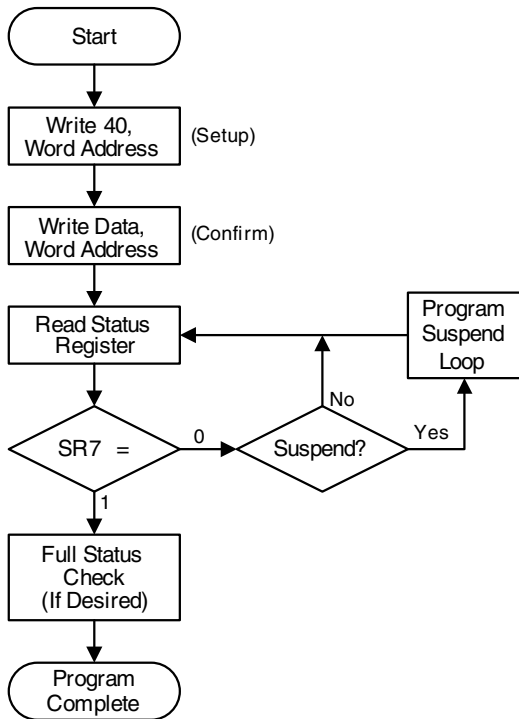 Start
Write 40,
Word Address
(Setup)
Write Data,
Word Address
(Confirm)
Read Status
Register
Program
Suspend
Loop
No
SR7 =
0
Suspend?
Yes
1
Full Status
Check
(If Desired)
Program
Complete